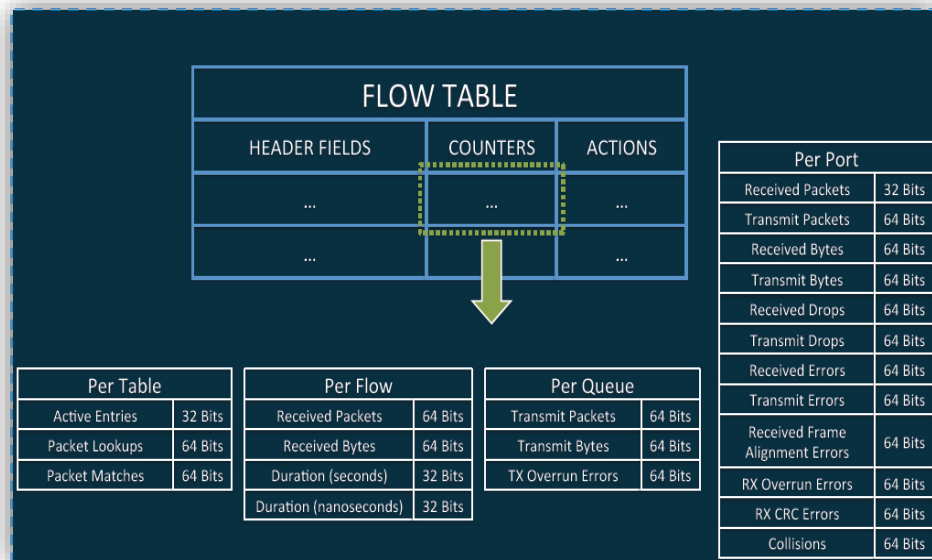 FLOW TABLE
HEADER FIELDS COUNTERS ACTIONS
... ... ...
... ...
Per Table
Active Entries 32 Bits
Packet Lookups 64 Bits
Packet Matches 64 Bits
Per Flow
Received Packets 64 Bits
Received Bytes 64 Bits
Duration (seconds) 32 Bits
Duration (nanoseconds) 32 Bits
Per Queue
Transmit Packets 64 Bits
Transmit Bytes 64 Bits
TX Overrun Errors 64 Bits
Per Port
Received Packets 32 Bits
Transmit Packets 64 Bits
Received Bytes 64 Bits
Transmit Bytes 64 Bits
Received Drops 64 Bits
Transmit Drops 64 Bits
Received Errors 64 Bits
Transmit Errors 64 Bits
Received Frame
Alignment Errors 64 Bits
RX Overrun Errors 64 Bits
RX CRC Errors 64 Bits
Collisions 64 Bits